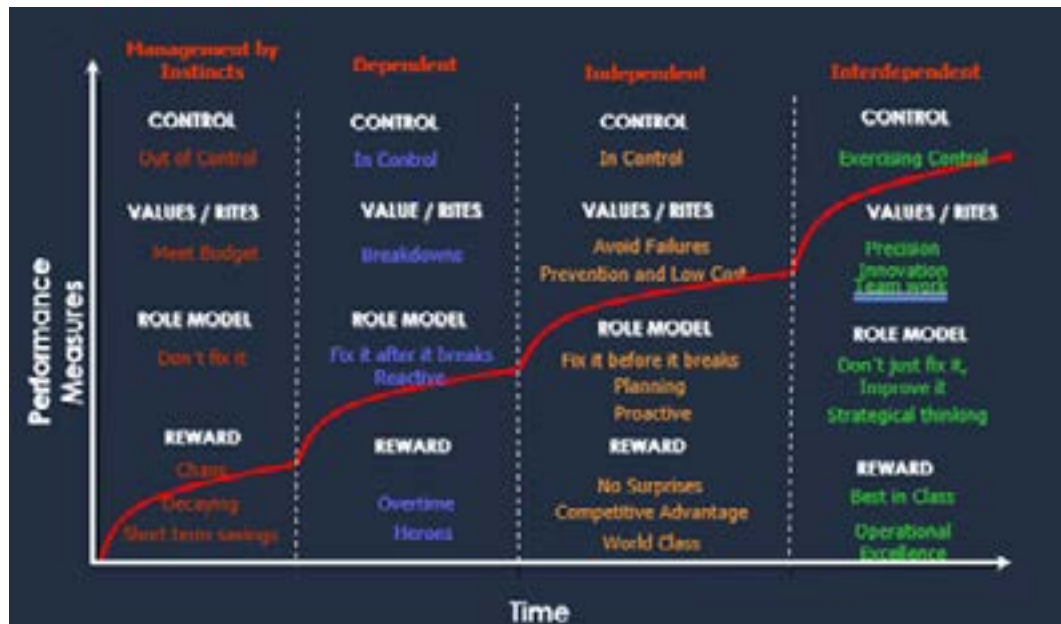 Management by
Instincts
CONTROL
Out of Control
VALUES / RITES
Meet Budget
ROLE MODEL
Don´t fix it
REWARD
Chaos
Decaying
Short term savings
Dependent
CONTROL
In Control
VALUE / RITES
Breakdowns
ROLE MODEL
Fix it after it breaks
Reactive
REWARD
Overtime
Heroes
Independent
CONTROL
In Control
VALUES / RITES
Avoid Failures
Prevention and Low Cost
ROLE MODEL
Fix it before it breaks
Planning
Proactive
REWARD
No Surprises
Competitive Advantage
World Class
Interdependent
CONTROL
Exercising Control
VALUES / RITES
Precision
Innovation
Team work
ROLE MODEL
Don´t just fix it,
Improve it
Strategical thinking
REWARD
Best in Class
Operational
Excellence
Performance
Measures
Time